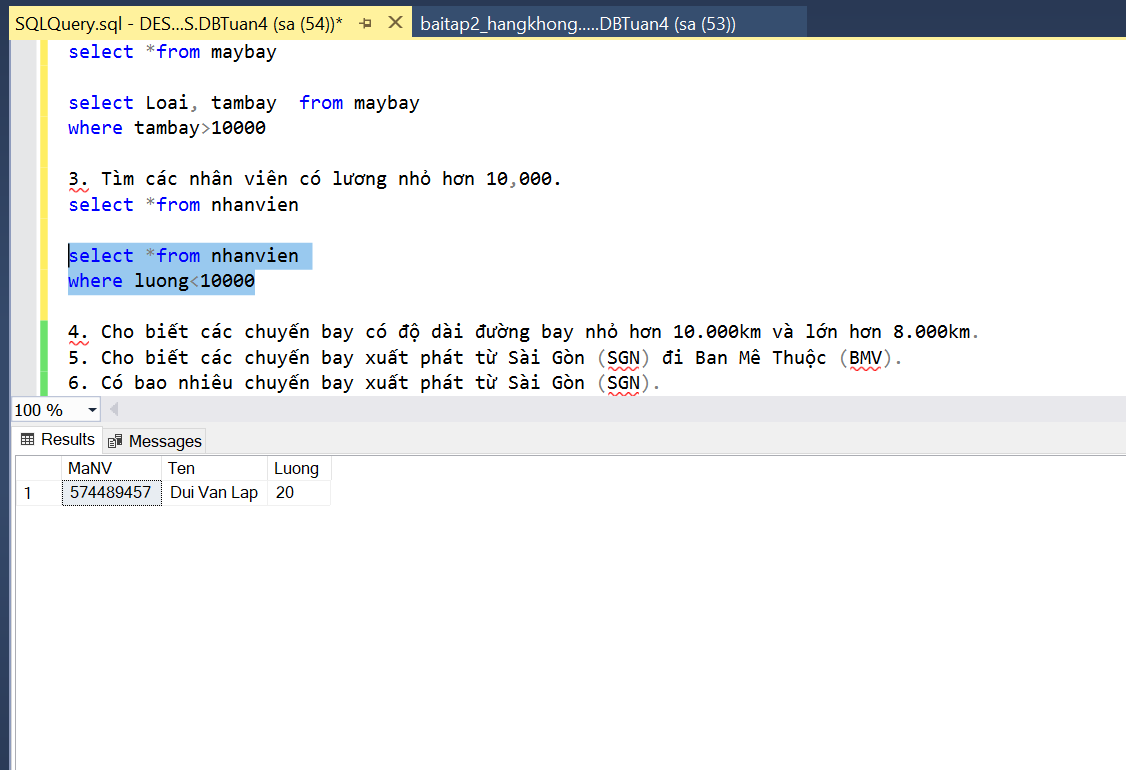 SQLQuery.sql - DES...S.DBTuan4 (sa (54))*
baitap2_hangkhong.....DBTuan4 (sa (53))
select *from maybay
select Loai, tambay  from maybay
where tambay>10000
3. Tìm các nhân viên có lương nhỏ hơn 10,000.
select *from nhanvien
select *from nhanvien
where luong<10000
4. Cho biết các chuyến bay có độ dài đường bay nhỏ hơn 10.000km và lớn hơn 8.000km.
5. Cho biết các chuyến bay xuất phát từ Sài Gòn (SGN) đi Ban Mê Thuộc (BMV).
6. Có bao nhiêu chuyến bay xuất phát từ Sài Gòn (SGN).
100 %
Results Messages
MaNV Ten Luong
1 574489457 Dui Van Lap 20